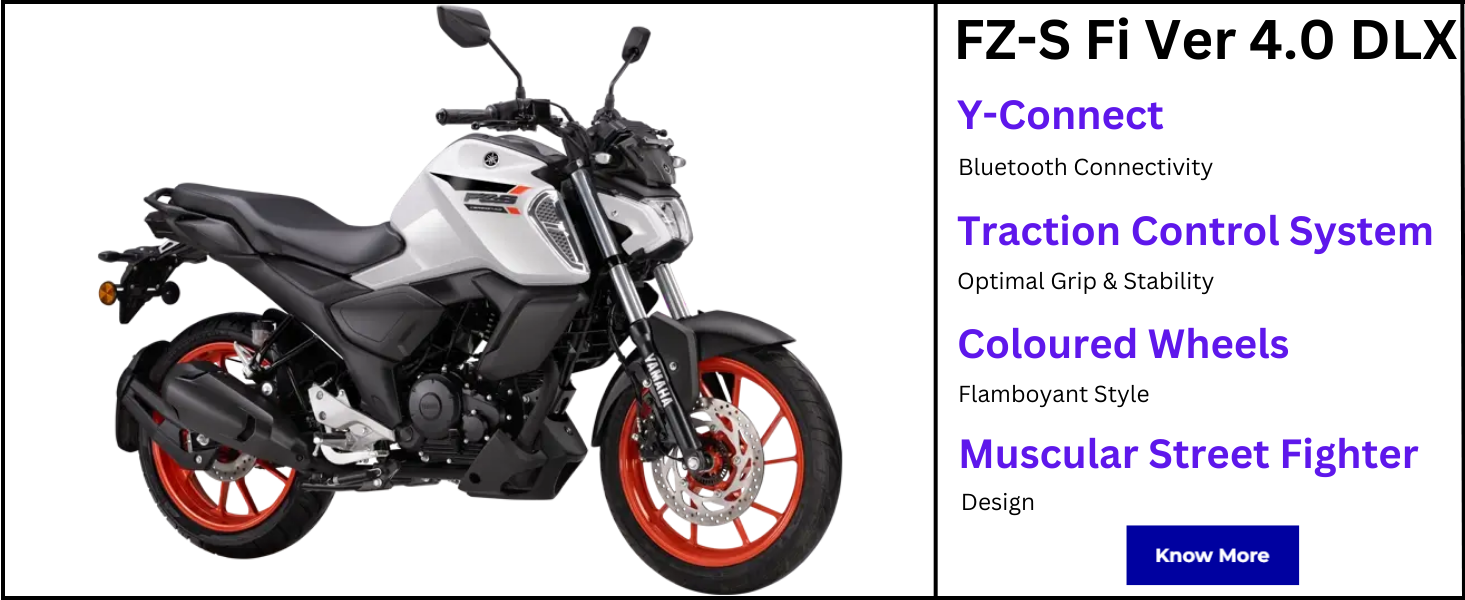 FZ-S Fi Ver 4.0 DLX
Y-Connect
Bluetooth Connectivity
Traction Control System
Optimal Grip & Stability
Coloured Wheels
Flamboyant Style
Muscular Street Fighter
Design
Know More
FZS
YAMAHA